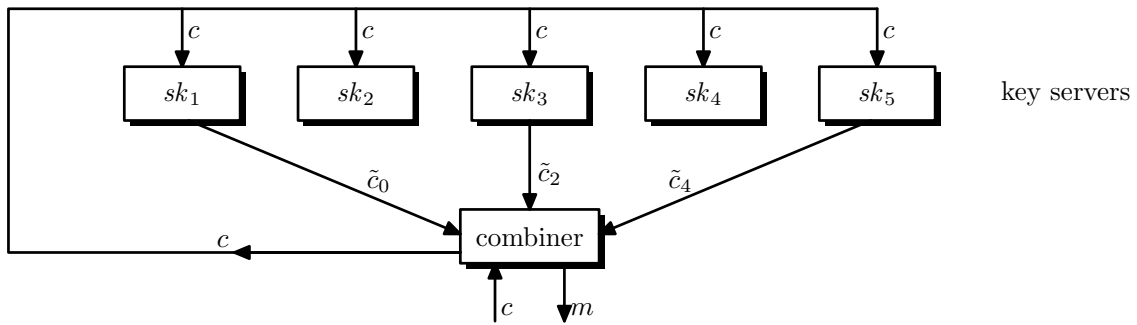 c c c c c
sk₁ sk₂ sk₃ sk₄ sk₅ key servers
c̃₀ c̃₂ c̃₄
c combiner
c m